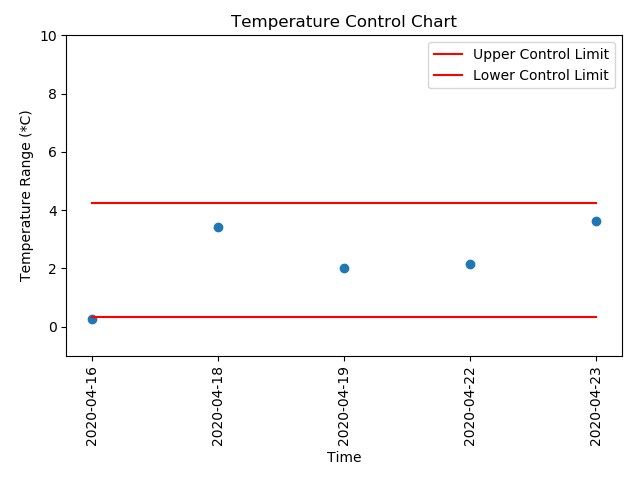 Temperature Control Chart
Upper Control Limit
Lower Control Limit
Temperature Range (*C)
10
8
6
4
2
0
2020-04-16
2020-04-18
2020-04-19
2020-04-22
2020-04-23
Time